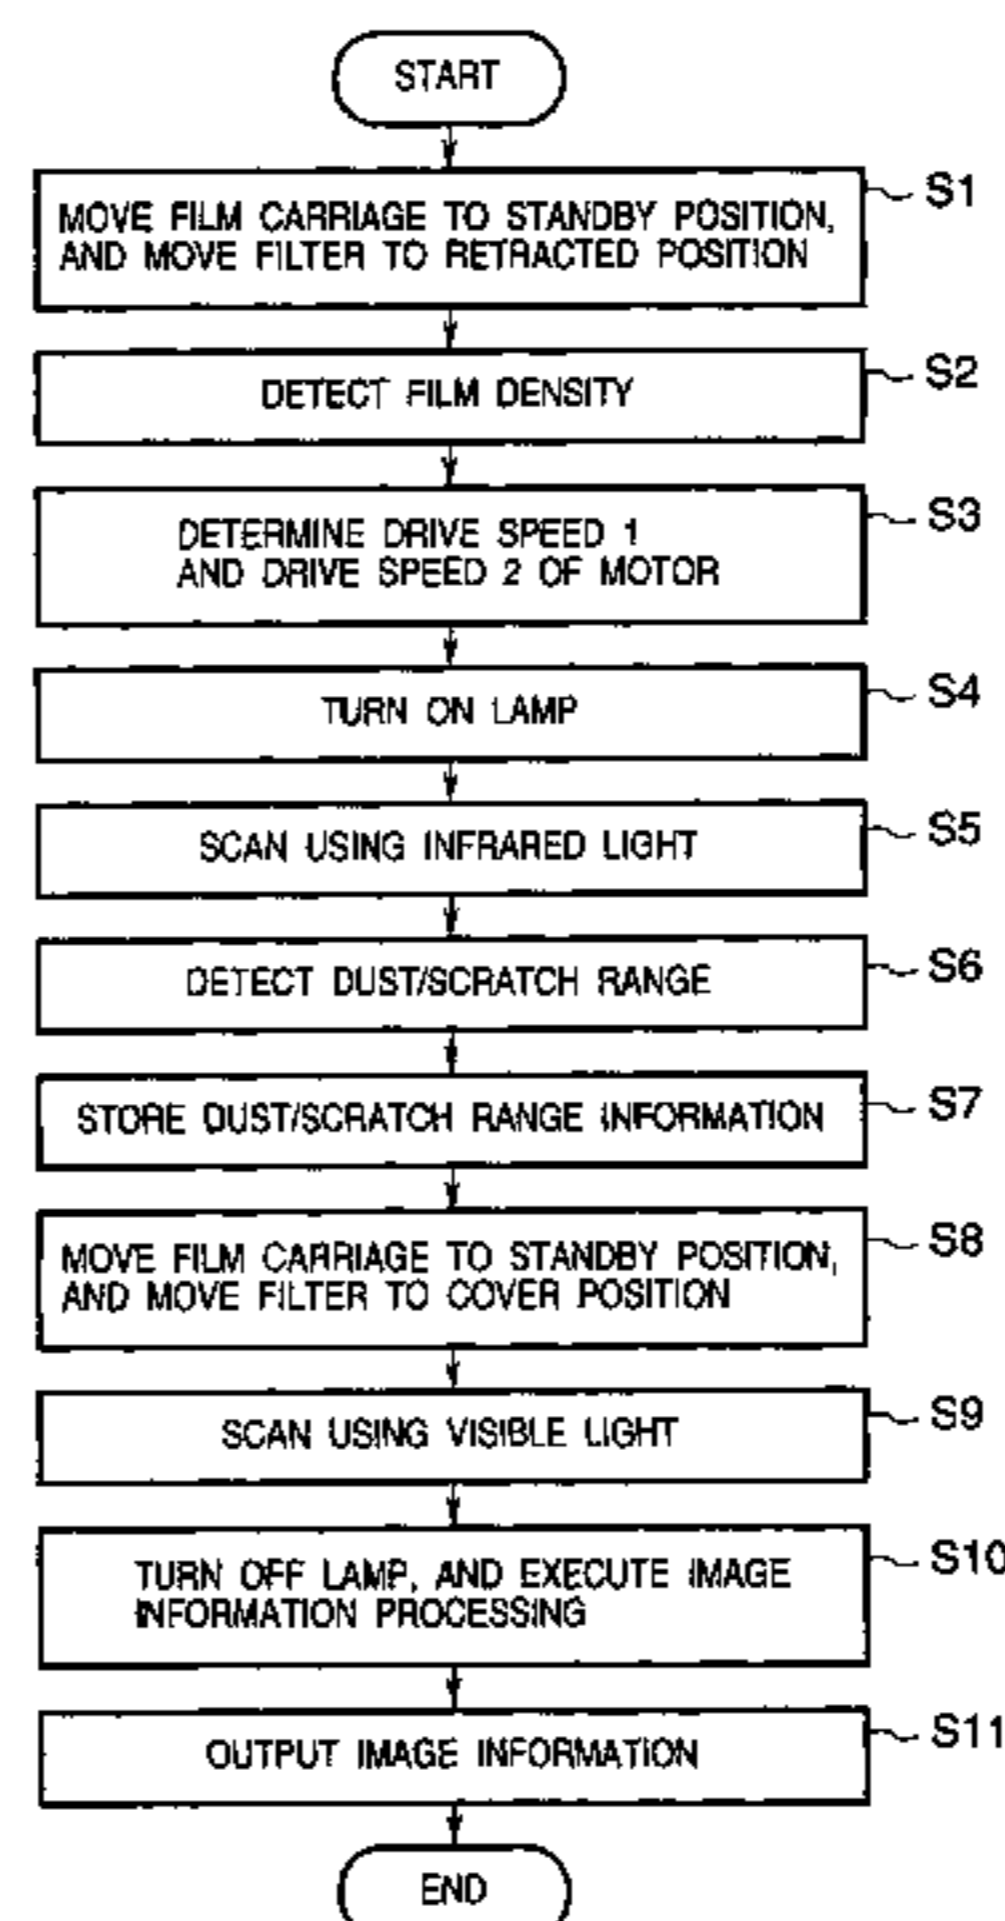 START
MOVE FILM CARRIAGE TO STANDBY POSITION,
AND MOVE FILTER TO RETRACTED POSITION
S1
DETECT FILM DENSITY
S2
DETERMINE DRIVE SPEED 1
AND DRIVE SPEED 2 OF MOTOR
S3
TURN ON LAMP
S4
SCAN USING INFRARED LIGHT
S5
DETECT DUST/SCRATCH RANGE
S6
STORE DUST/SCRATCH RANGE INFORMATION
S7
MOVE FILM CARRIAGE TO STANDBY POSITION,
AND MOVE FILTER TO COVER POSITION
S8
SCAN USING VISIBLE LIGHT
S9
TURN OFF LAMP, AND EXECUTE IMAGE
INFORMATION PROCESSING
S10
OUTPUT IMAGE INFORMATION
S11
END